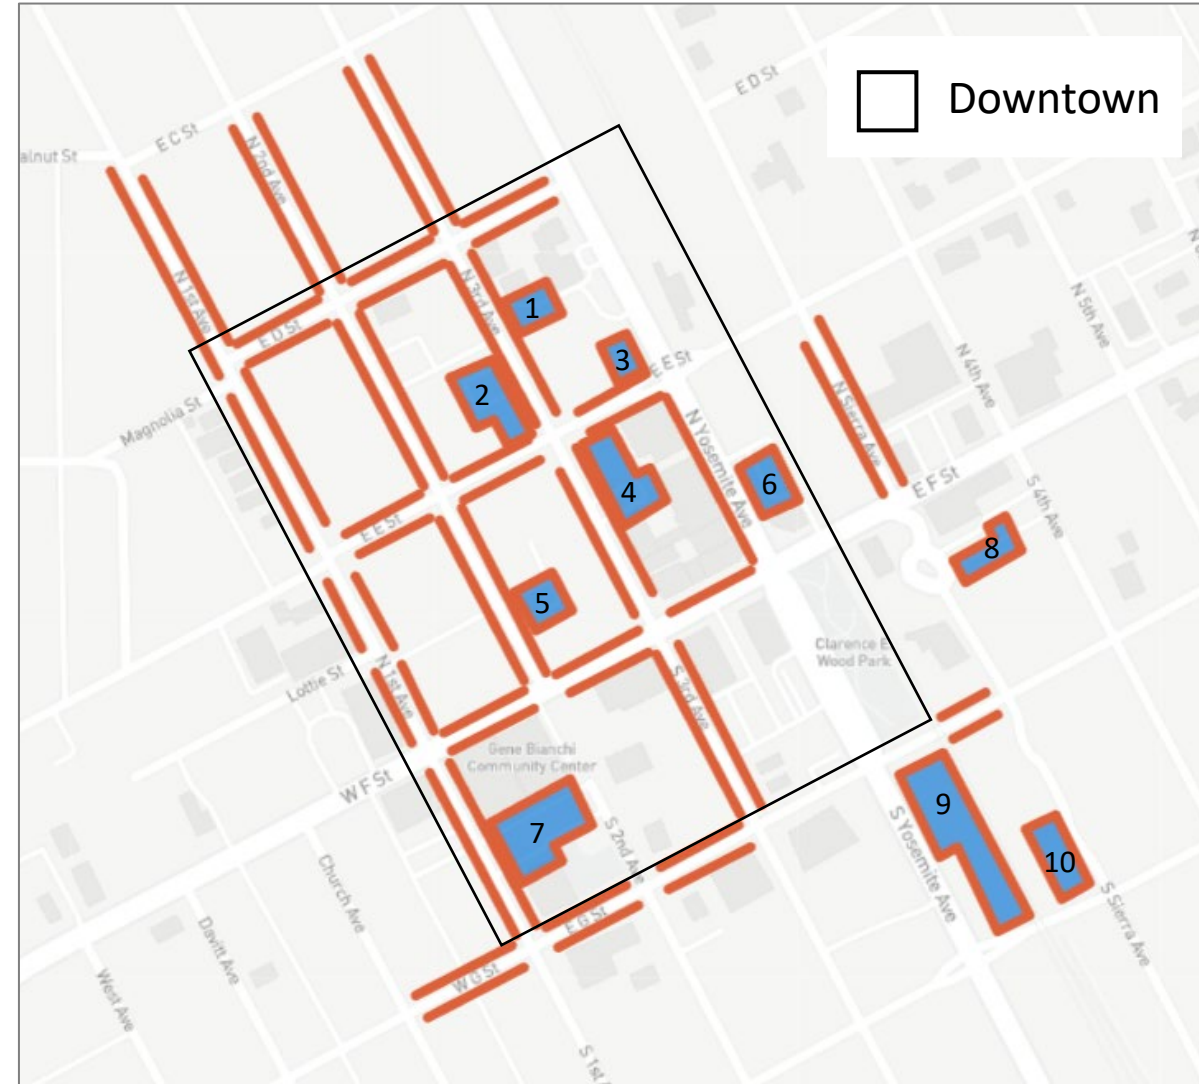 Downtown
E D St
alnut St
E C St
N 2nd Ave
N 1st Ave
N 3rd Ave
E D St
Magnolia St
1
2
3
E E St
N 5th Ave
N 4th Ave
N Sierra Ave
N Yosemite Ave
4
6
E F St
S 4th Ave
E E St
5
8
Lottie St
N 1st Ave
S 3rd Ave
Clarence E
Wood Park
Gene Bianchi
Community Center
W F St
7
S 2nd Ave
9
10
S Yosemite Ave
S Sierra Ave
Church Ave
Davitt Ave
West Ave
E G St
W G St
S 1st A